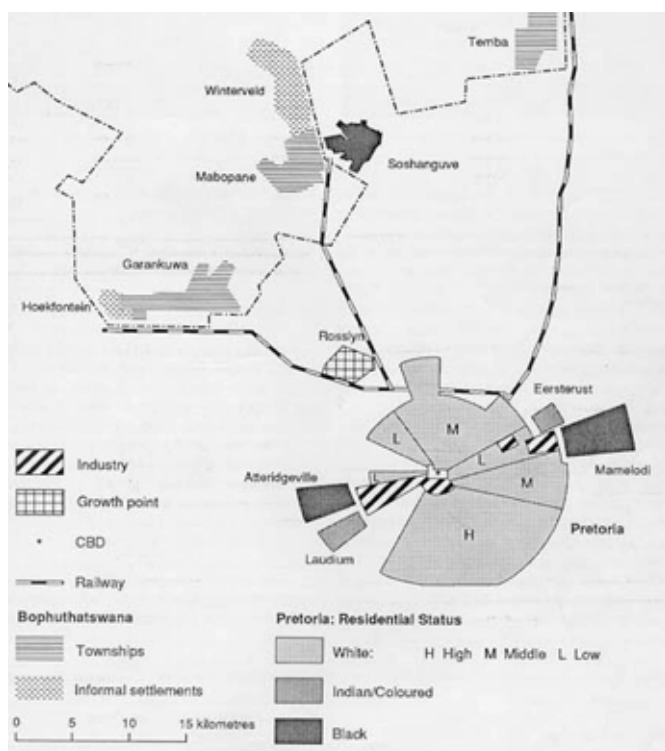 Temba
Winterveld
Soshanguve
Mabopane
Garankuwa
Hoekfontein
Rosslyn
Eersterust
L M
L
Atteridgeville
L
M
Mamelodi
H
Pretoria
Laudium
Industry
Growth point
CBD
Railway
Bophuthatswana
Townships
Informal settlements
0 5 10 15 kilometres
Pretoria: Residential Status
White: H High M Middle L Low
Indian/Coloured
Black